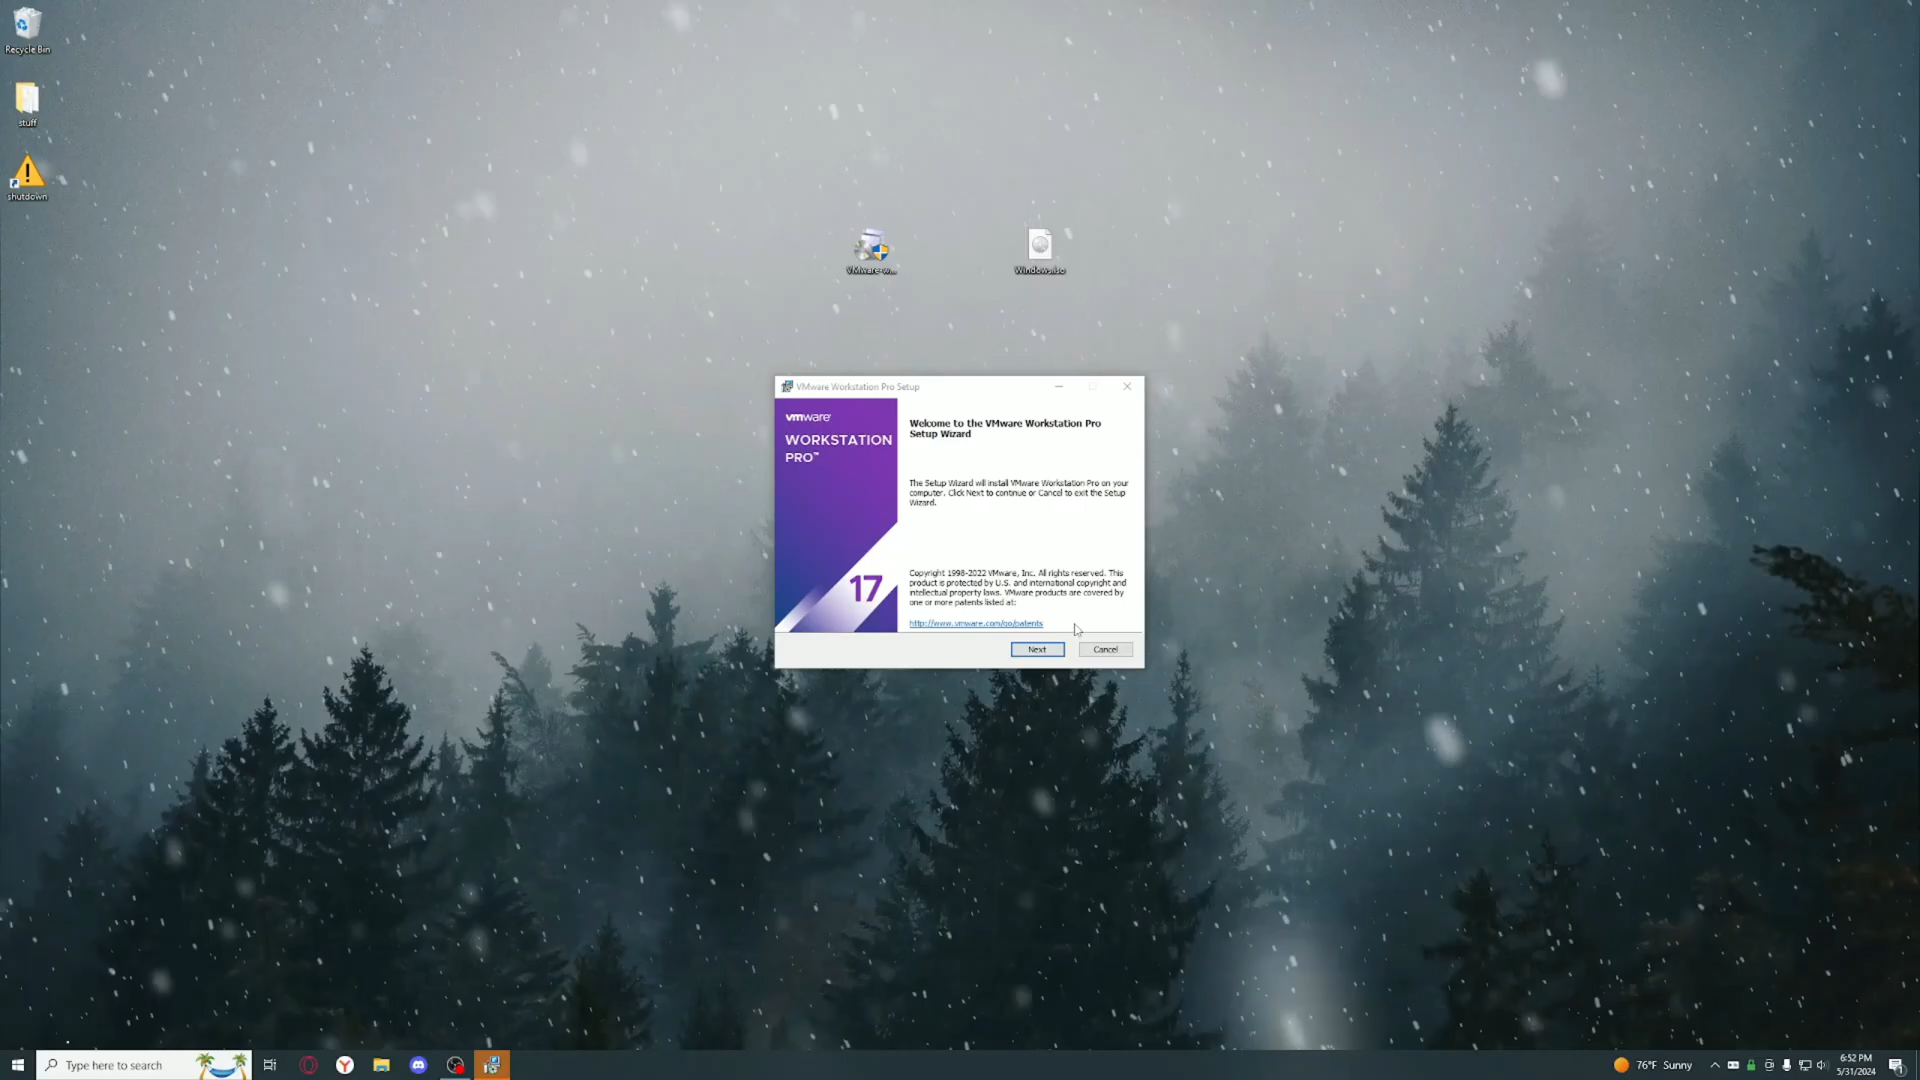 Recycle Bin
stuff
shutdown
VMware-w...
Windows.iso
VMware Workstation Pro Setup
vmware
WORKSTATION
PRO™
17
Welcome to the VMware Workstation Pro
Setup Wizard
The Setup Wizard will install VMware Workstation Pro on your
computer. Click Next to continue or Cancel to exit the Setup
Wizard.
Copyright 1998-2022 VMware, Inc. All rights reserved. This
product is protected by U.S. and international copyright and
intellectual property laws. VMware products are covered by
one or more patents listed at:
http://www.vmware.com/go/patents
Next
Cancel
Type here to search
76°F Sunny
6:52 PM
5/31/2024
1